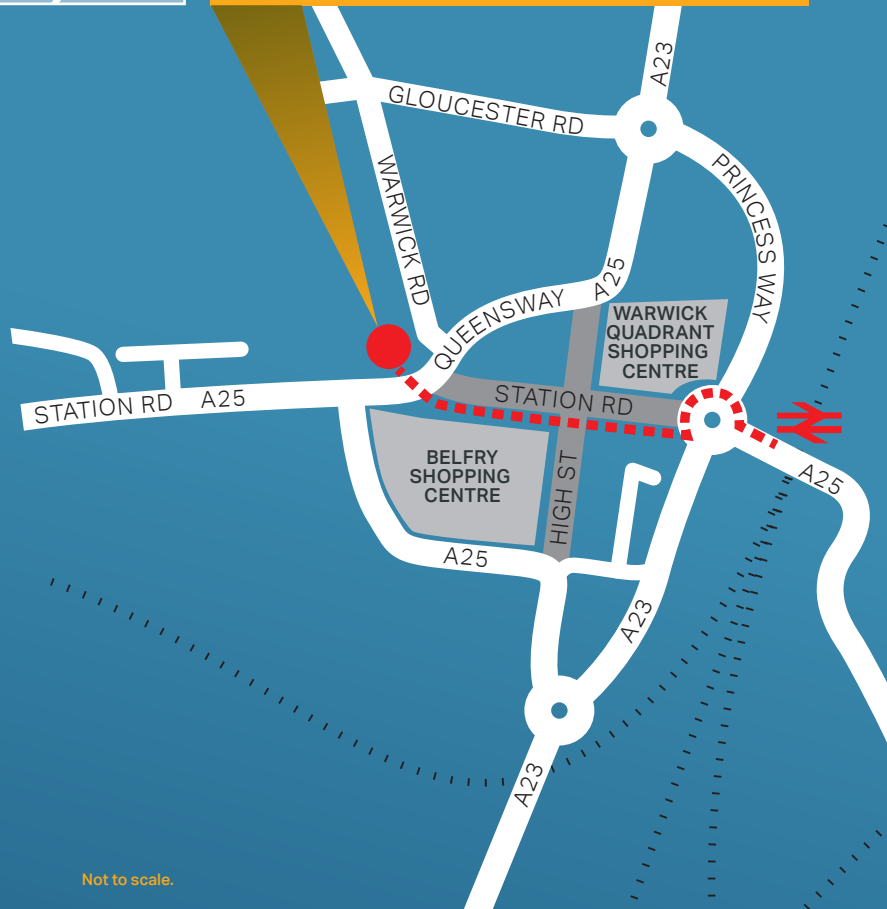 A23
GLOUCESTER RD
WARWICK RD
PRINCESS WAY
A25
QUEENSWAY
WARWICK
QUADRANT
SHOPPING
CENTRE
STATION RD A25
STATION RD
BELFRY
SHOPPING
CENTRE
HIGH ST
A25
A25
A23
A23
Not to scale.